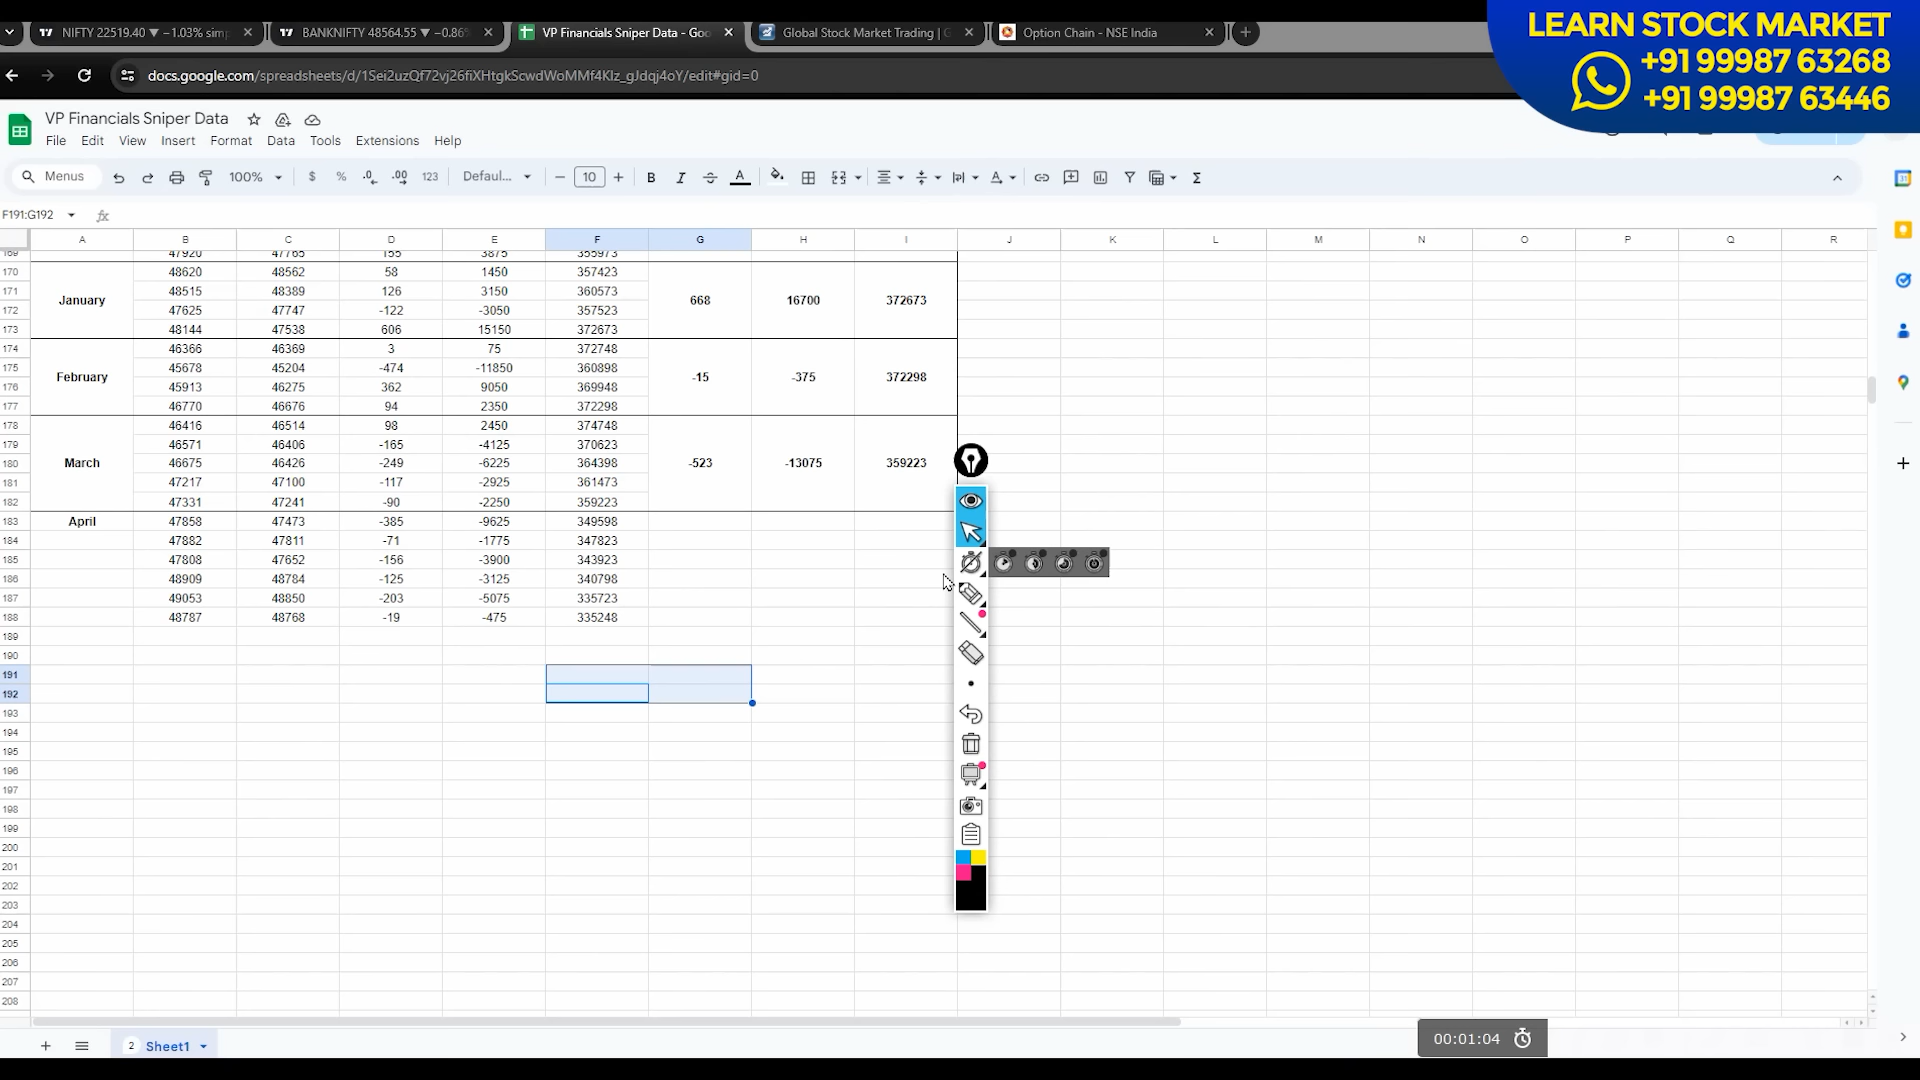 NIFTY 22519.40 ▼ −1.03% sim
BANKNIFTY 48564.55 ▼ −0.86%
VP Financials Sniper Data - Goo
Global Stock Market Trading | G
Option Chain - NSE India
LEARN STOCK MARKET
+91 99987 63268
+91 99987 63446
docs.google.com/spreadsheets/d/1Sei2uzQf72vj26fiXHtgkScwdWoMMf4Klz_gJdqj4oY/edit#gid=0
VP Financials Sniper Data
File Edit View Insert Format Data Tools Extensions Help
Menus 100% $ % .0 .00 123 Defaul... − 10 + B I A Σ
F191:G192 fx
A B C D E F G H I J K L M N O P Q R
169 47920 47765 155 3875 355973
170 48620 48562 58 1450 357423
171 48515 48389 126 3150 360573
January 668 16700 372673
172 47625 47747 -122 -3050 357523
173 48144 47538 606 15150 372673
174 46366 46369 3 75 372748
175 45678 45204 -474 -11850 360898
February -15 -375 372298
176 45913 46275 362 9050 369948
177 46770 46676 94 2350 372298
178 46416 46514 98 2450 374748
179 46571 46406 -165 -4125 370623
180 March 46675 46426 -249 -6225 364398 -523 -13075 359223
181 47217 47100 -117 -2925 361473
182 47331 47241 -90 -2250 359223
183 April 47858 47473 -385 -9625 349598
184 47882 47811 -71 -1775 347823
185 47808 47652 -156 -3900 343923
186 48909 48784 -125 -3125 340798
187 49053 48850 -203 -5075 335723
188 48787 48768 -19 -475 335248
189
190
191
192
193
194
195
196
197
198
199
200
201
202
203
204
205
206
207
208
2 Sheet1
00:01:04